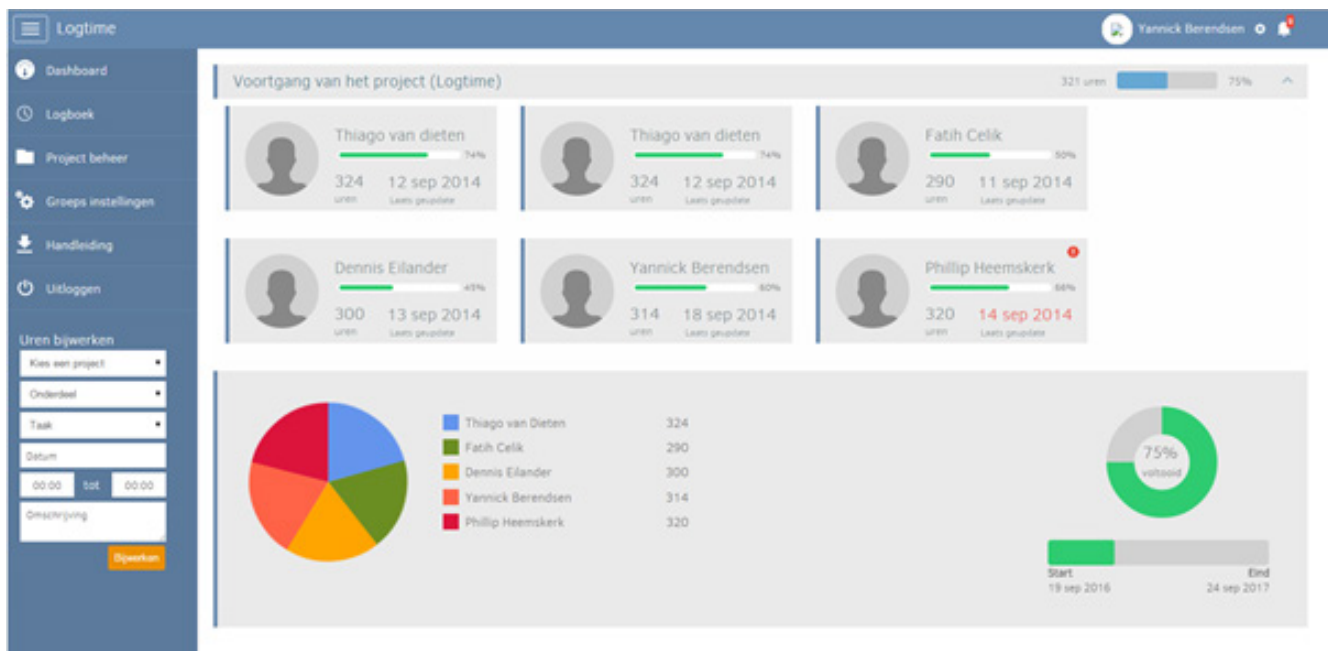 Logtime
Yannick Berendsen
Dashboard
Logboek
Project beheer
Groeps instellingen
Handleiding
Uitloggen
Uren bijwerken
Kies een project
Onderdeel
Taak
Datum
00:00 tot 00:00
Omschrijving
Bijwerken
Voortgang van het project (Logtime)
321 uren 75%
Thiago van dieten
74%
324 12 sep 2014
uren Laats geupdate
Thiago van dieten
74%
324 12 sep 2014
uren Laats geupdate
Fatih Celik
50%
290 11 sep 2014
uren Laats geupdate
Dennis Eilander
45%
300 13 sep 2014
uren Laats geupdate
Yannick Berendsen
60%
314 18 sep 2014
uren Laats geupdate
Phillip Heemskerk
66%
320 14 sep 2014
uren Laats geupdate
Thiago van Dieten 324
Fatih Celik 290
Dennis Eilander 300
Yannick Berendsen 314
Phillip Heemskerk 320
75%
voltooid
Start Eind
19 sep 2016 24 sep 2017